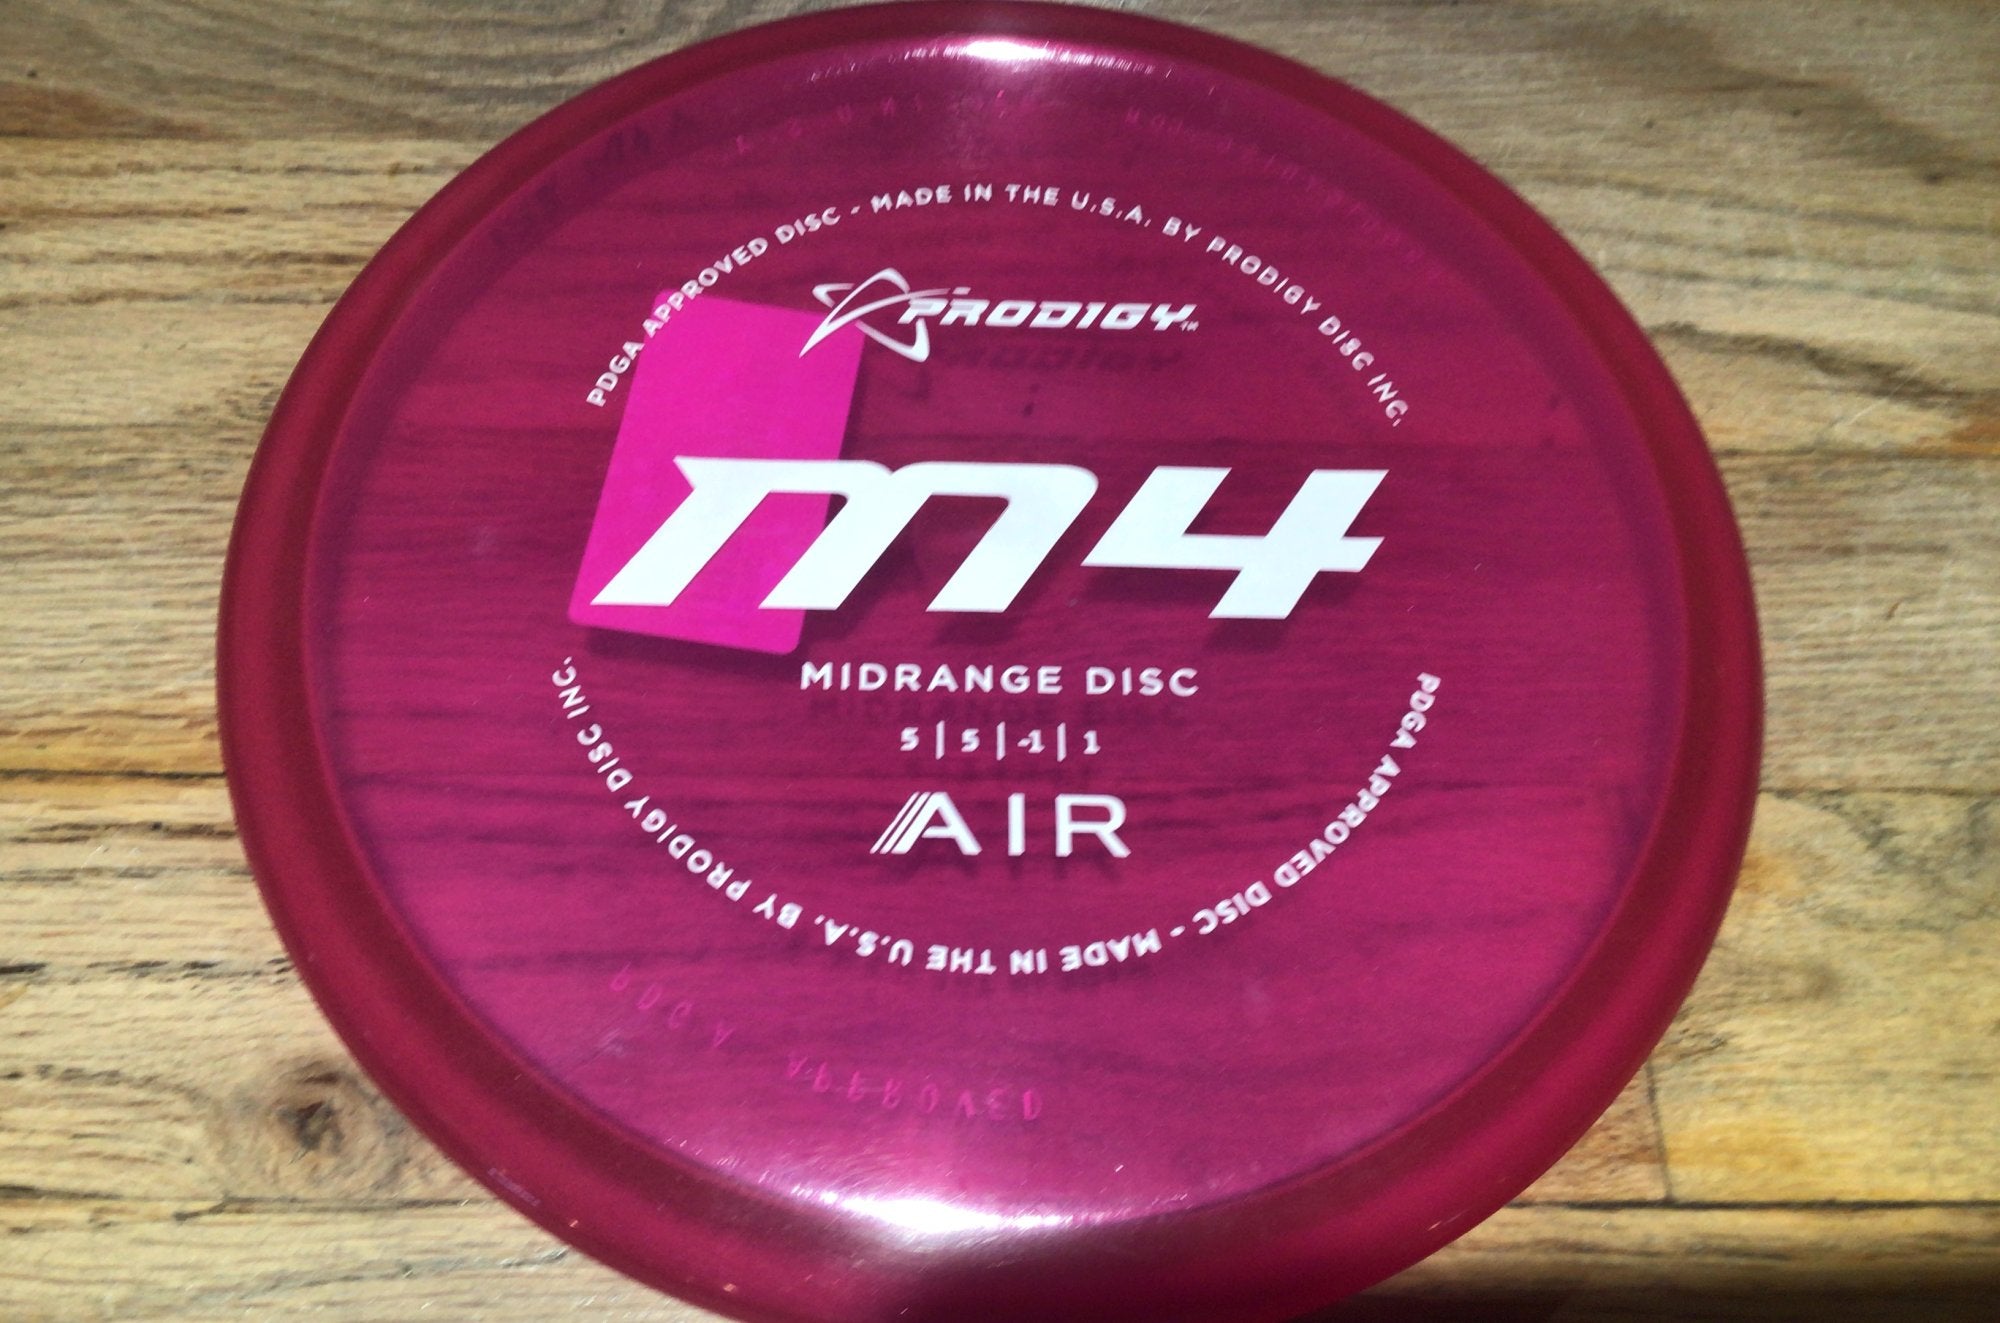 PDGA APPROVED DISC - MADE IN THE U.S.A. BY PRODIGY DISC INC.
PRODIGY™
M4
MIDRANGE DISC
5 | 5 | -1 | 1
AIR
PDGA APPROVED DISC - MADE IN THE U.S.A. BY PRODIGY DISC INC.